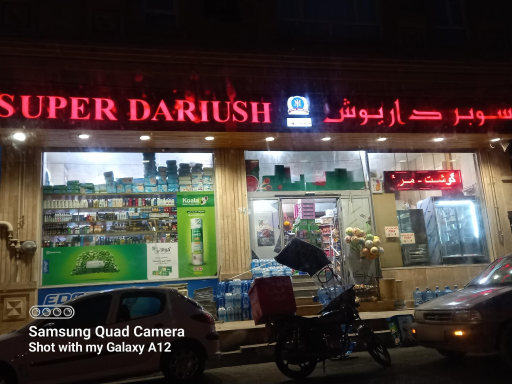 SUPER DARIUSH
سوپر داریوش
گوشت - مرغ
Koala
Samsung Quad Camera
Shot with my Galaxy A12